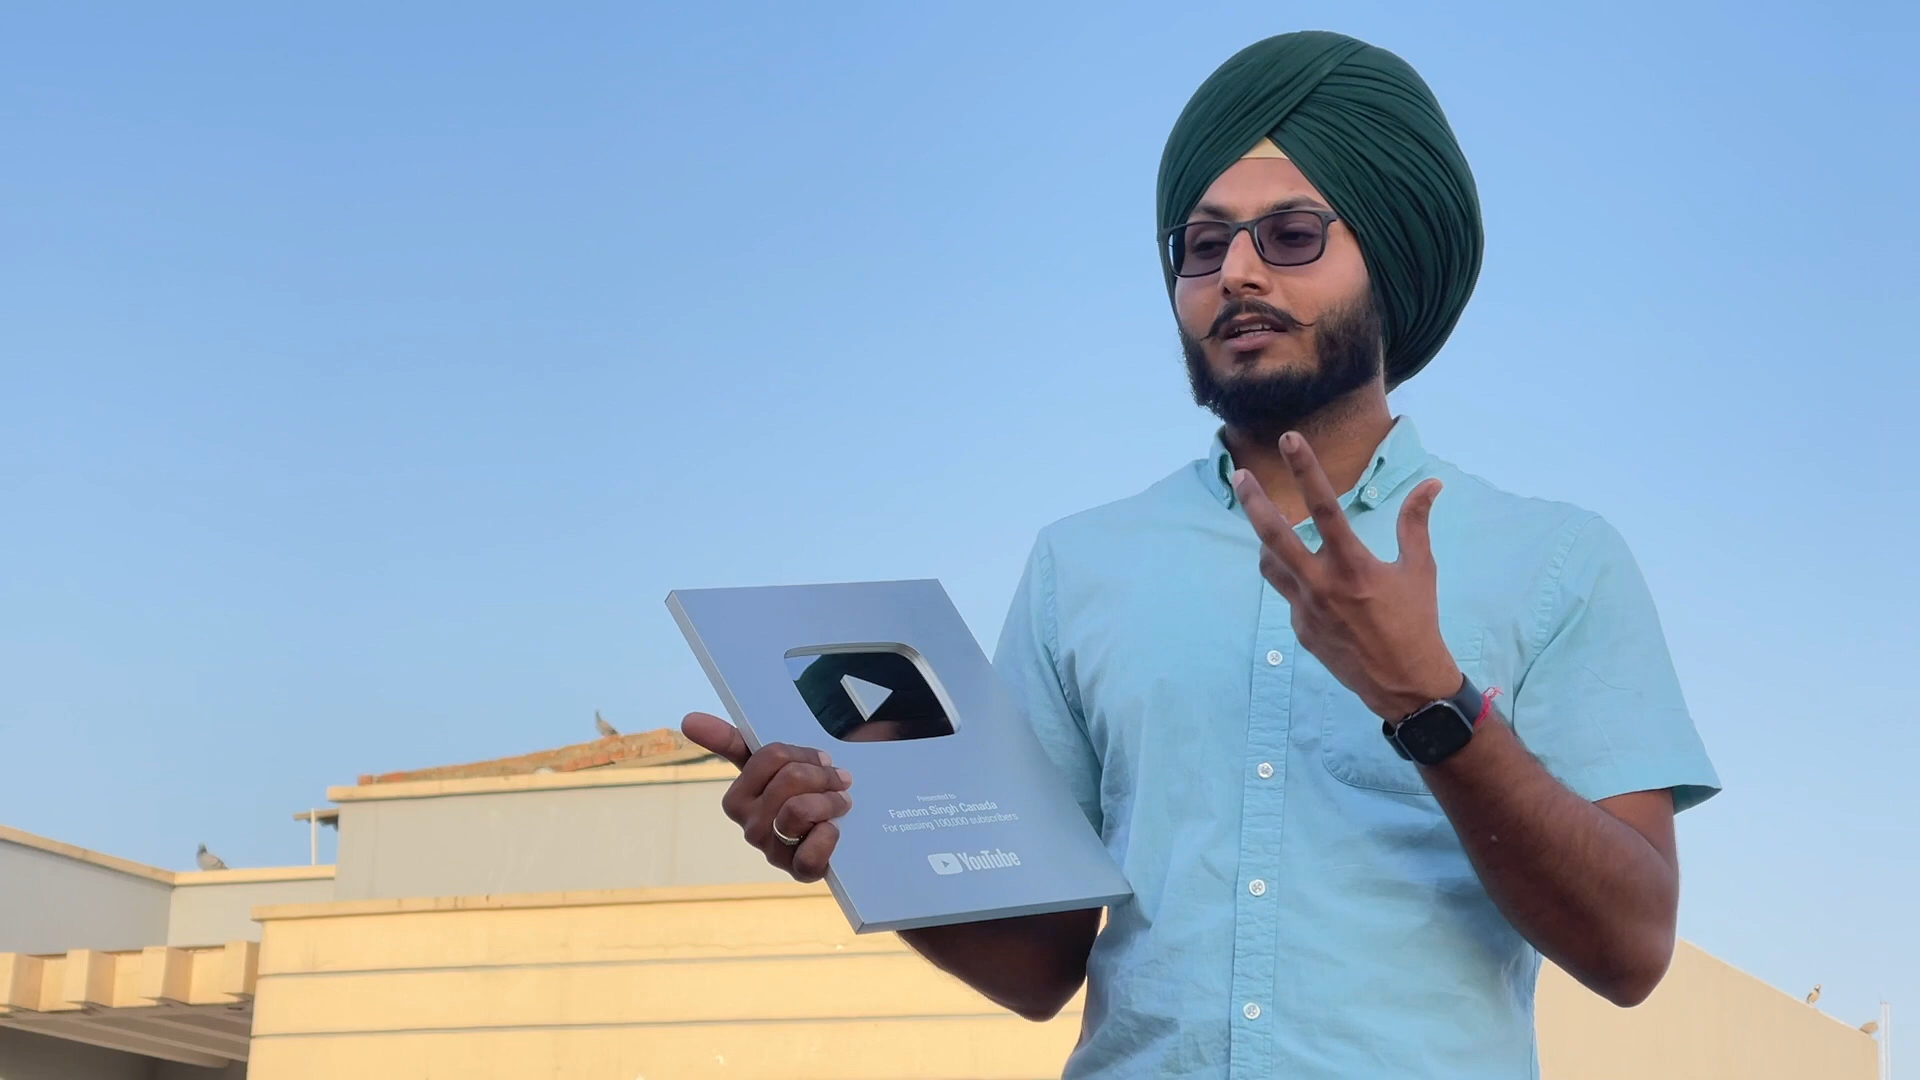 Presented to
Fantom Singh Canada
For passing 100,000 subscribers
YouTube